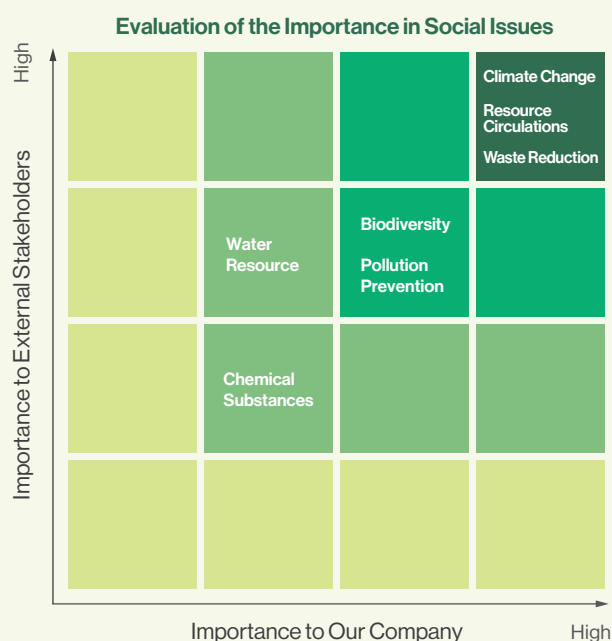 Evaluation of the Importance in Social Issues
High
Importance to External Stakeholders
Climate Change
Resource
Circulations
Waste Reduction
Water
Resource
Biodiversity
Pollution
Prevention
Chemical
Substances
Importance to Our Company
High